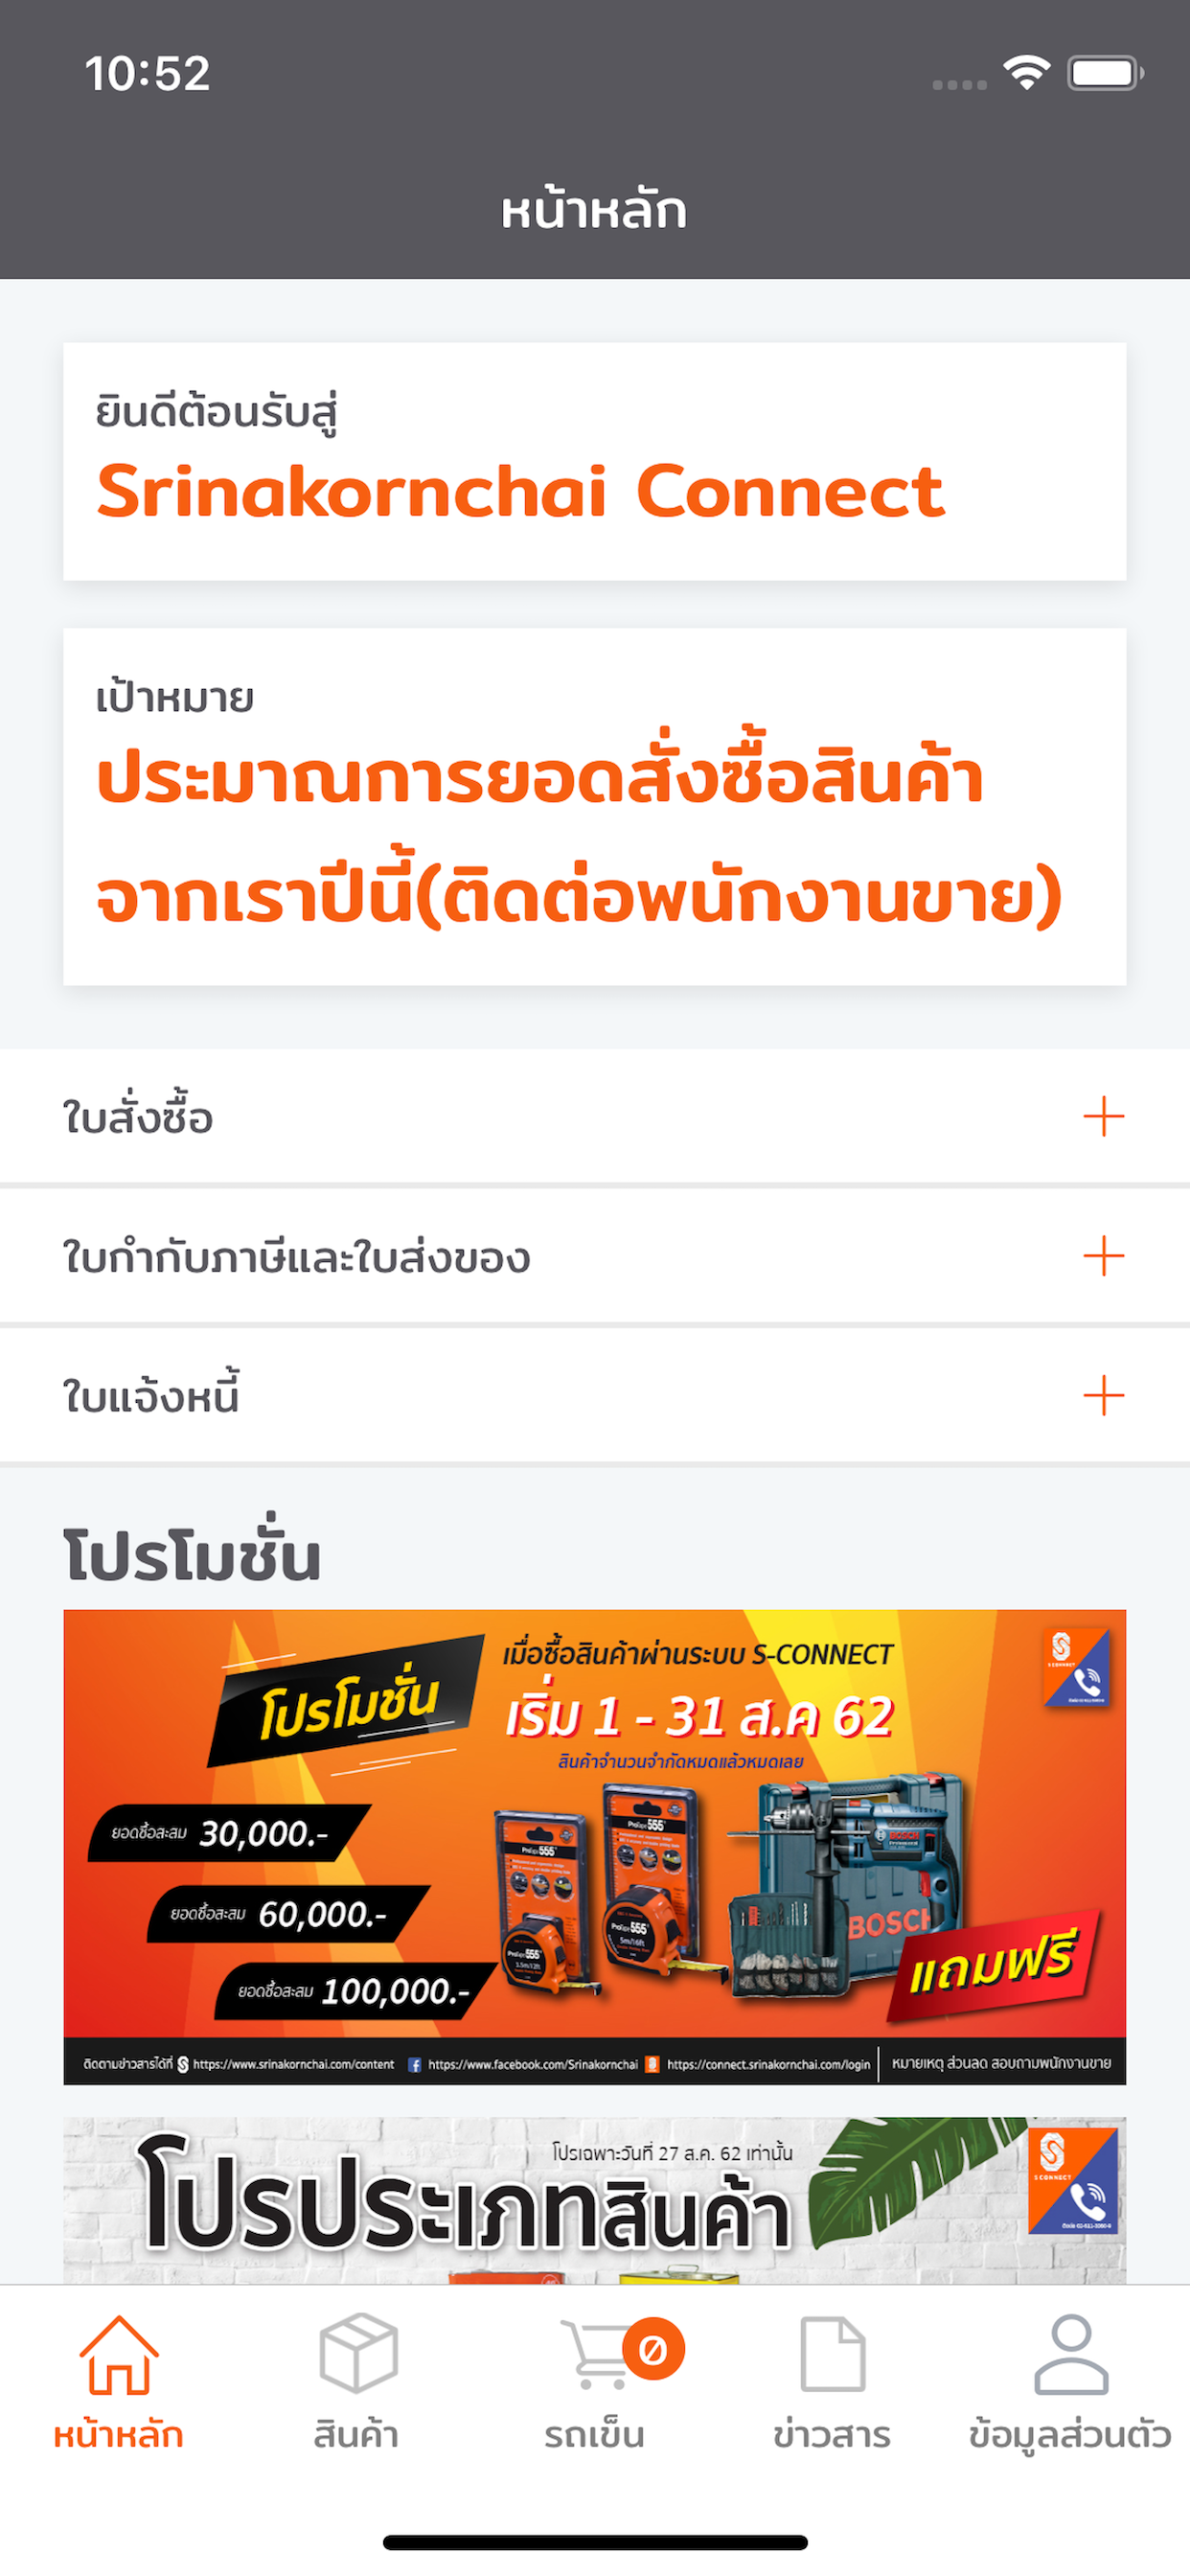 10:52
หน้าหลัก
ยินดีต้อนรับสู่
Srinakornchai Connect
เป้าหมาย
ประมาณการยอดสั่งซื้อสินค้า
จากเราปีนี้(ติดต่อพนักงานขาย)
ใบสั่งซื้อ
ใบกำกับภาษีและใบส่งของ
ใบแจ้งหนี้
โปรโมชั่น
โปรโมชั่น
เมื่อซื้อสินค้าผ่านระบบ S-CONNECT
เริ่ม 1 - 31 ส.ค 62
สินค้าจำนวนจำกัดหมดแล้วหมดเลย
S CONNECT
ยอดซื้อสะสม 30,000.-
ยอดซื้อสะสม 60,000.-
ยอดซื้อสะสม 100,000.-
555
555
555
555
BOSCH
BOSCH
แถมฟรี
ติดตามข่าวสารได้ที่ https://www.srinakornchai.com/content https://www.facebook.com/Srinakornchai https://connect.srinakornchai.com/login หมายเหตุ ส่วนลด สอบถามพนักงานขาย
โปรเฉพาะวันที่ 27 ส.ค. 62 เท่านั้น
โปรประเภทสินค้า
S CONNECT
0
หน้าหลัก
สินค้า
รถเข็น
ข่าวสาร
ข้อมูลส่วนตัว